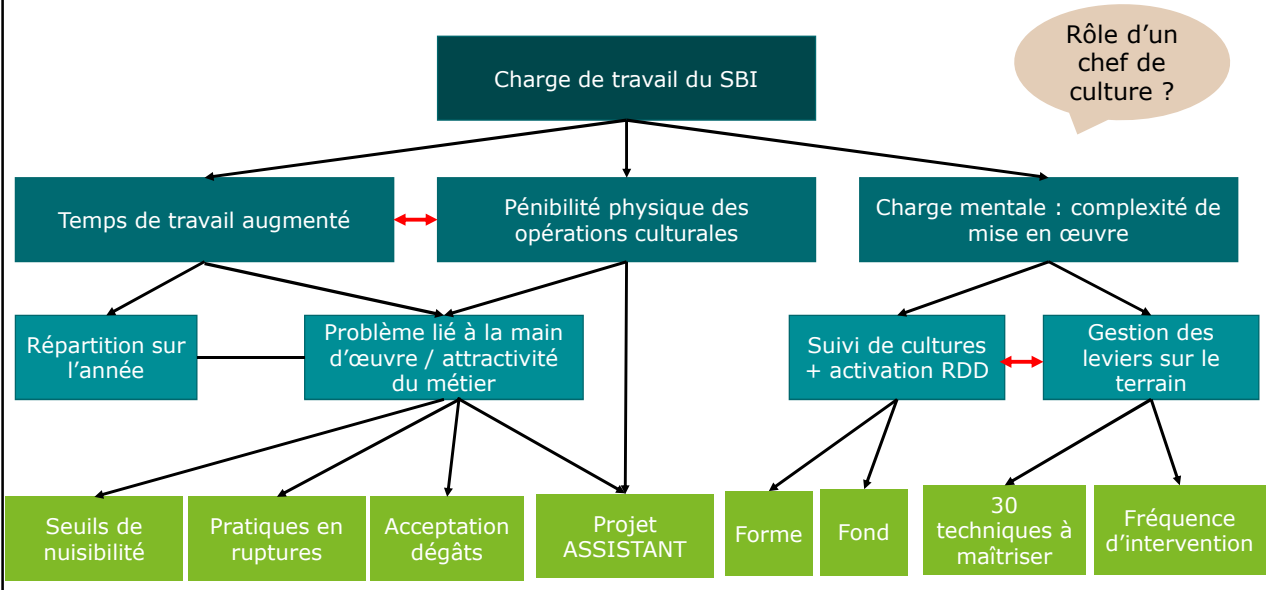 Rôle d’un
chef de
culture ?
Charge de travail du SBI
Temps de travail augmenté
Pénibilité physique des
opérations culturales
Charge mentale : complexité de
mise en œuvre
Répartition sur
l’année
Problème lié à la main
d’œuvre / attractivité
du métier
Suivi de cultures
+ activation RDD
Gestion des
leviers sur le
terrain
Seuils de
nuisibilité
Pratiques en
ruptures
Acceptation
dégâts
Projet
ASSISTANT
Forme
Fond
30
techniques à
maîtriser
Fréquence
d’intervention